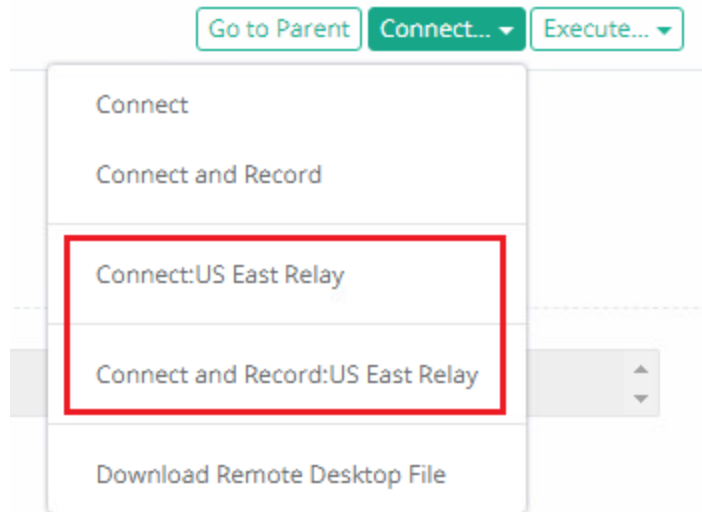 Go to Parent Connect... Execute...
Connect
Connect and Record
Connect:US East Relay
Connect and Record:US East Relay
Download Remote Desktop File